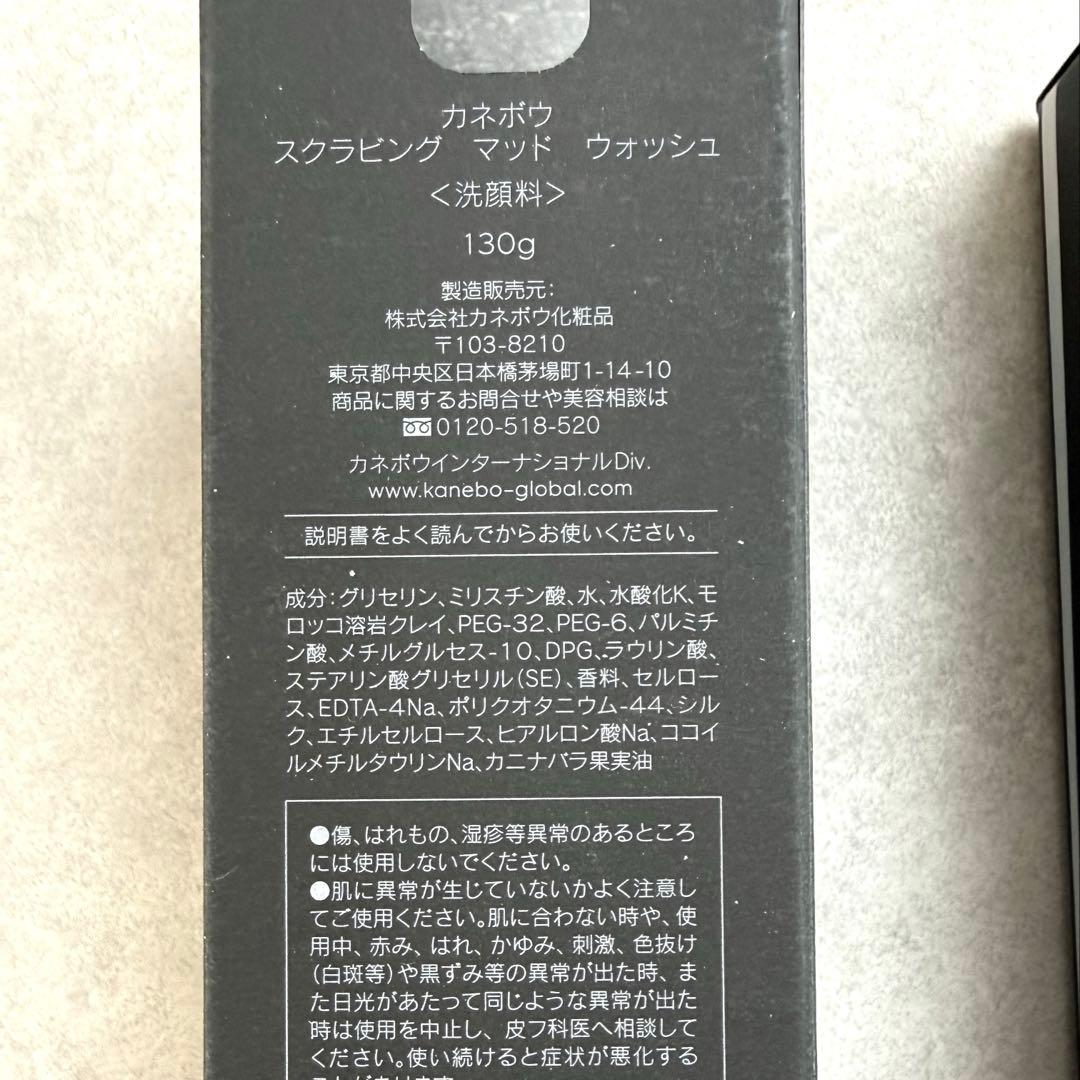 カネボウ
スクラビング　マッド　ウォッシュ
＜洗顔料＞
130g
製造販売元：
株式会社カネボウ化粧品
〒103-8210
東京都中央区日本橋茅場町1-14-10
商品に関するお問合せや美容相談は
0120-518-520
カネボウインターナショナルDiv.
www.kanebo-global.com
説明書をよく読んでからお使いください。
成分：グリセリン、ミリスチン酸、水、水酸化K、モ
ロッコ溶岩クレイ、PEG-32、PEG-6、パルミチ
ン酸、メチルグルセス-10、DPG、ラウリン酸、
ステアリン酸グリセリル（SE）、香料、セルロー
ス、EDTA-4Na、ポリクオタニウム-44、シル
ク、エチルセルロース、ヒアルロン酸Na、ココイ
ルメチルタウリンNa、カニナバラ果実油
●傷、はれもの、湿疹等異常のあるところ
には使用しないでください。
●肌に異常が生じていないかよく注意し
てご使用ください。肌に合わない時や、使
用中、赤み、はれ、かゆみ、刺激、色抜け
（白斑等）や黒ずみ等の異常が出た時、ま
た日光があたって同じような異常が出た
時は使用を中止し、皮フ科医へ相談して
ください。使い続けると症状が悪化する